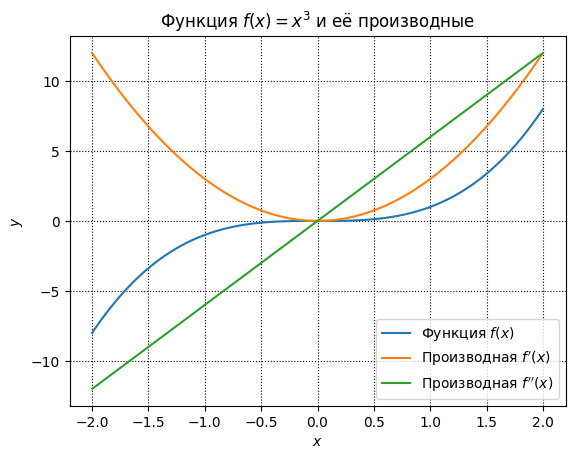 Функция f(x) = x³ и её производные
10
5
0
−5
−10
y
−2.0 −1.5 −1.0 −0.5 0.0 0.5 1.0 1.5 2.0
x
Функция f(x)
Производная f′(x)
Производная f′′(x)